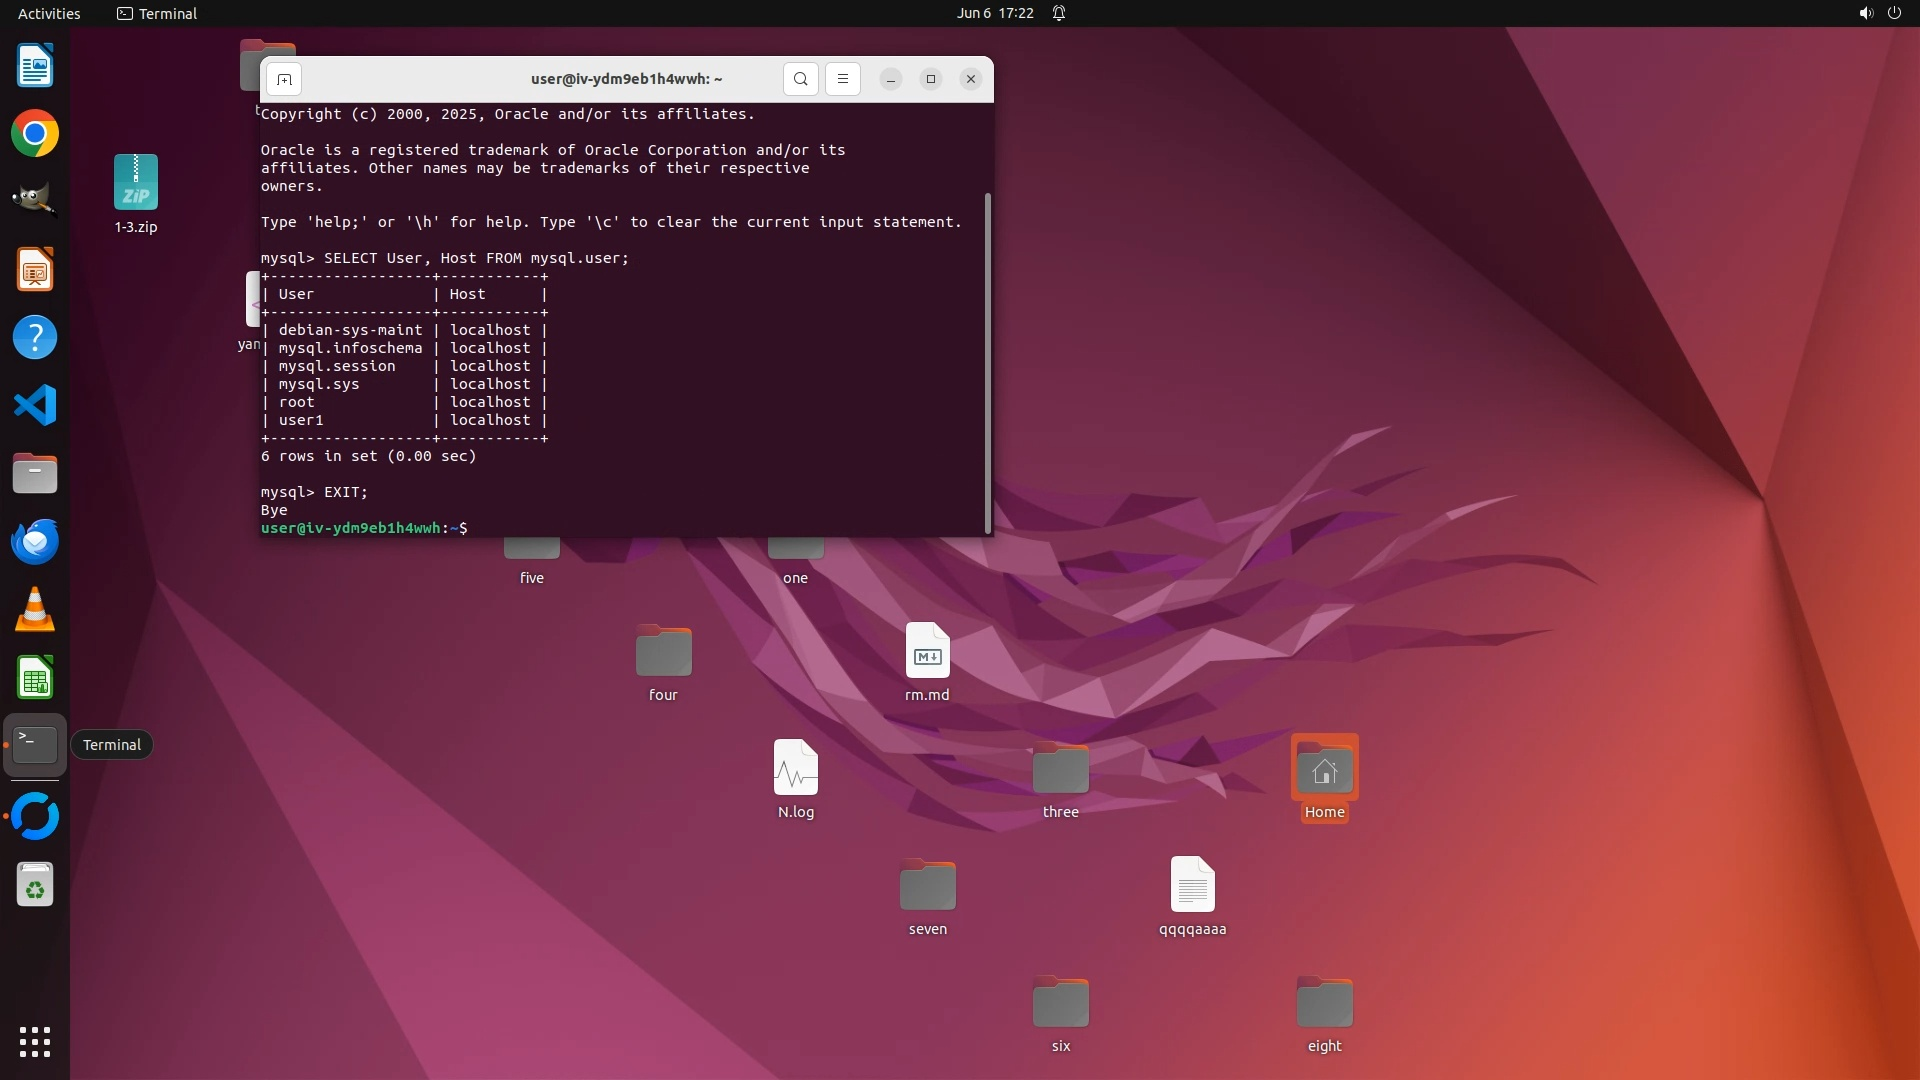 Activities
Terminal
Jun 6 17:22
user@iv-ydm9eb1h4wwh: ~
Copyright (c) 2000, 2025, Oracle and/or its affiliates.
Oracle is a registered trademark of Oracle Corporation and/or its
affiliates. Other names may be trademarks of their respective
owners.
Type 'help;' or '\h' for help. Type '\c' to clear the current input statement.
mysql> SELECT User, Host FROM mysql.user;
+------------------+-----------+
| User             | Host      |
+------------------+-----------+
| debian-sys-maint | localhost |
| mysql.infoschema | localhost |
| mysql.session    | localhost |
| mysql.sys        | localhost |
| root             | localhost |
| user1            | localhost |
+------------------+-----------+
6 rows in set (0.00 sec)
mysql> EXIT;
Bye
user@iv-ydm9eb1h4wwh:~$
ZiP
1-3.zip
five
one
four
M
rm.md
Terminal
N.log
three
Home
seven
qqqqaaaa
six
eight